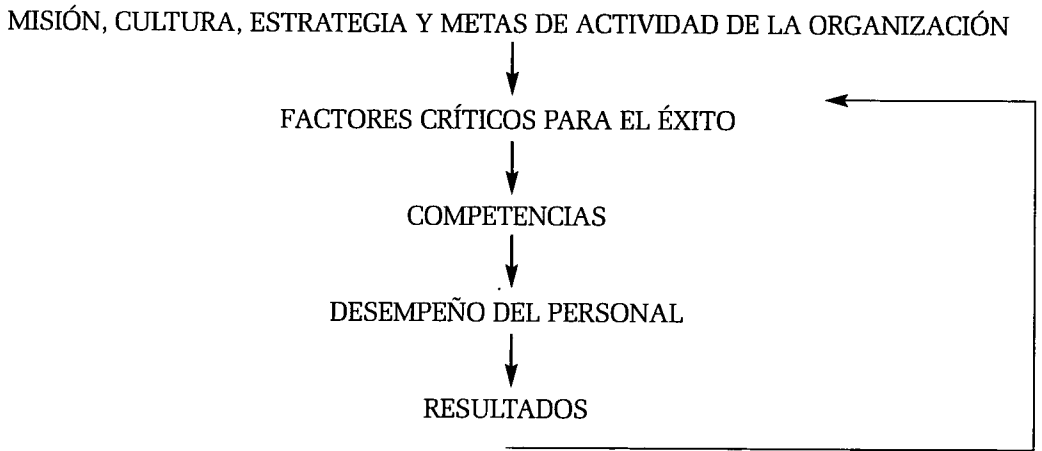 MISIÓN, CULTURA, ESTRATEGIA Y METAS DE ACTIVIDAD DE LA ORGANIZACIÓN
FACTORES CRÍTICOS PARA EL ÉXITO
COMPETENCIAS
DESEMPEÑO DEL PERSONAL
RESULTADOS